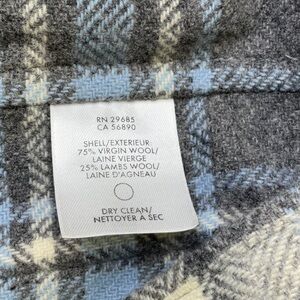 RN 29685
CA 56890
SHELL/EXTERIEUR
75% VIRGIN WOOL/
LAINE VIERGE
25% LAMBS WOOL/
LAINE D'AGNEAU
DRY CLEAN/
NETTOYER A SEC